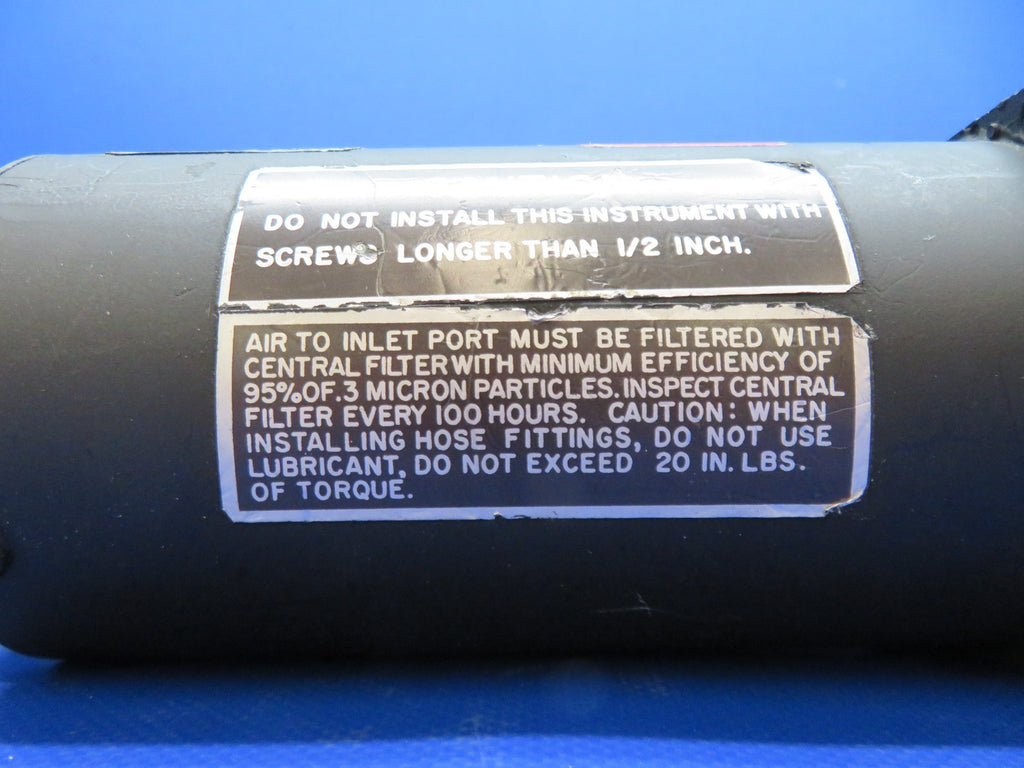 DO NOT INSTALL THIS INSTRUMENT WITH
SCREWS LONGER THAN 1/2 INCH.
AIR TO INLET PORT MUST BE FILTERED WITH
CENTRAL FILTER WITH MINIMUM EFFICIENCY OF
95% OF .3 MICRON PARTICLES. INSPECT CENTRAL
FILTER EVERY 100 HOURS. CAUTION: WHEN
INSTALLING HOSE FITTINGS, DO NOT USE
LUBRICANT, DO NOT EXCEED 20 IN. LBS.
OF TORQUE.